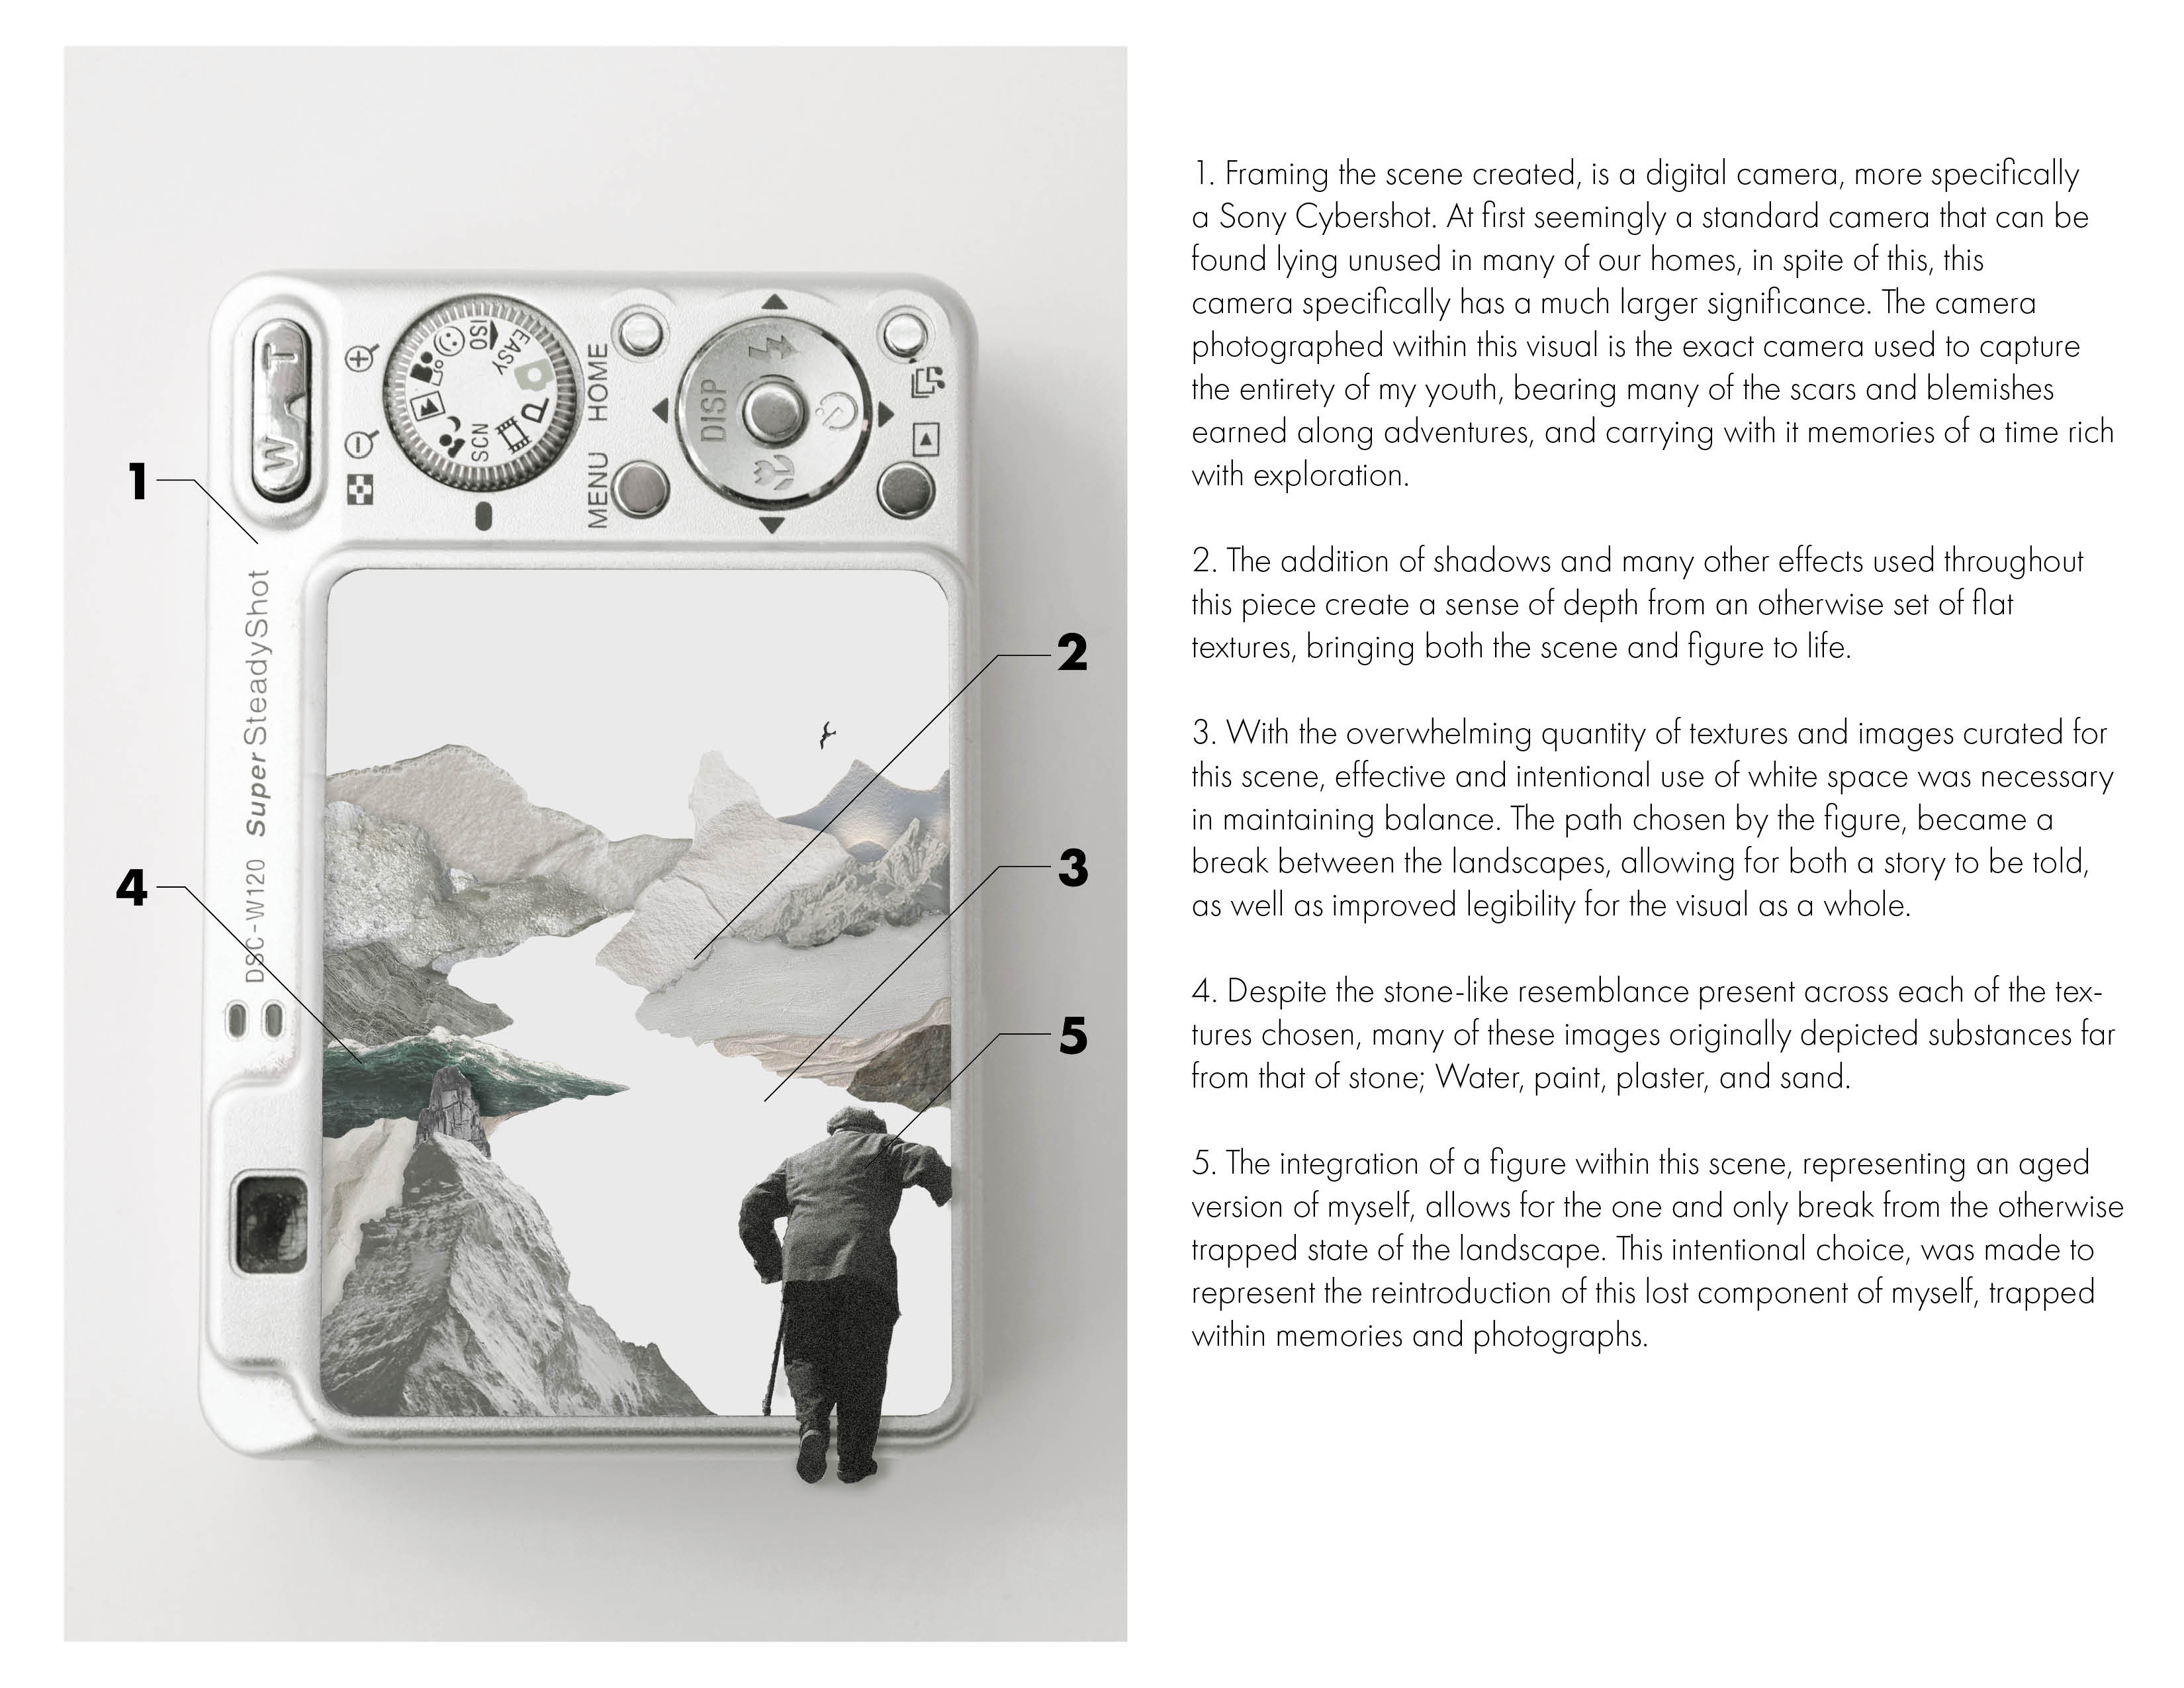 W T
ISO
EASY
P
SCN
HOME
MENU
DISP
1
Super SteadyShot
DSC-W120
2
3
4
5
1. Framing the scene created, is a digital camera, more specifically
a Sony Cybershot. At first seemingly a standard camera that can be
found lying unused in many of our homes, in spite of this, this
camera specifically has a much larger significance. The camera
photographed within this visual is the exact camera used to capture
the entirety of my youth, bearing many of the scars and blemishes
earned along adventures, and carrying with it memories of a time rich
with exploration.
2. The addition of shadows and many other effects used throughout
this piece create a sense of depth from an otherwise set of flat
textures, bringing both the scene and figure to life.
3. With the overwhelming quantity of textures and images curated for
this scene, effective and intentional use of white space was necessary
in maintaining balance. The path chosen by the figure, became a
break between the landscapes, allowing for both a story to be told,
as well as improved legibility for the visual as a whole.
4. Despite the stone-like resemblance present across each of the tex-
tures chosen, many of these images originally depicted substances far
from that of stone; Water, paint, plaster, and sand.
5. The integration of a figure within this scene, representing an aged
version of myself, allows for the one and only break from the otherwise
trapped state of the landscape. This intentional choice, was made to
represent the reintroduction of this lost component of myself, trapped
within memories and photographs.